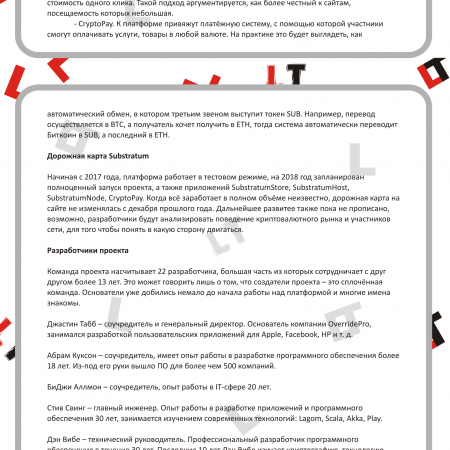 стоимость одного клика. Такой подход аргументируется, как более честный к сайтам,
посещаемость которых небольшая.
- CryptoPay. К платформе привяжут платёжную систему, с помощью которой участники
смогут оплачивать услуги, товары в любой валюте. На практике это будет выглядеть, как
автоматический обмен, в котором третьим звеном выступит токен SUB. Например, перевод
осуществляется в BTC, а получатель хочет получить в ETH, тогда система автоматически переводит
Биткоин в SUB, а последний в ETH.
Дорожная карта Substratum
Начиная с 2017 года, платформа работает в тестовом режиме, на 2018 год запланирован
полноценный запуск проекта, а также приложений SubstratumStore, SubstratumHost,
SubstratumNode, CryptoPay. Когда всё заработает в полном объёме неизвестно, дорожная карта на
сайте не изменялась с декабря прошлого года. Дальнейшее развитее также пока не прописано,
возможно, разработчики будут анализировать поведение криптовалютного рынка и участников
сети, для того чтобы понять в какую сторону двигаться.
Разработчики проекта
Команда проекта насчитывает 22 разработчика, большая часть из которых сотрудничает с друг
другом более 13 лет. Это может говорить лишь о том, что создатели проекта – это сплочённая
команда. Основатели уже добились немало до начала работы над платформой и многие имена
знакомы.
Джастин Табб – соучредитель и генеральный директор. Основатель компании OverridePro,
занимался разработкой пользовательских приложений для Apple, Facebook, HP и т. д.
Абрам Куксон – соучредитель, имеет опыт работы в разработке программного обеспечения более
18 лет. Из-под его руки вышло ПО для более чем 500 компаний.
БиДжи Аллмон – соучредитель, опыт работы в IT-сфере 20 лет.
Стив Свинг – главный инженер. Опыт работы в разработке приложений и программного
обеспечения 30 лет, занимается изучением современных технологий: Lagom, Scala, Akka, Play.
Дэн Вибе – технический руководитель. Профессиональный разработчик программного